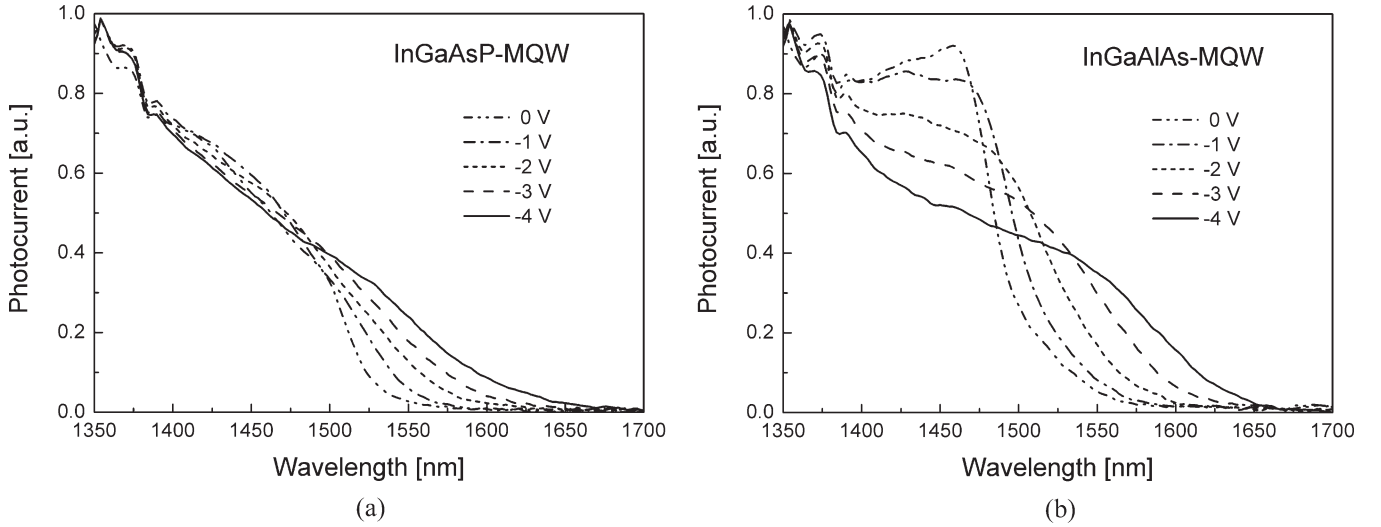 (a)
InGaAsP-MQW
0 V
-1 V
-2 V
-3 V
-4 V
Photocurrent [a.u.]
1.0
0.8
0.6
0.4
0.2
0.0
1350 1400 1450 1500 1550 1600 1650 1700
Wavelength [nm]
(a)
(b)
InGaAlAs-MQW
0 V
-1 V
-2 V
-3 V
-4 V
Photocurrent [a.u.]
1.0
0.8
0.6
0.4
0.2
0.0
1350 1400 1450 1500 1550 1600 1650 1700
Wavelength [nm]
(b)